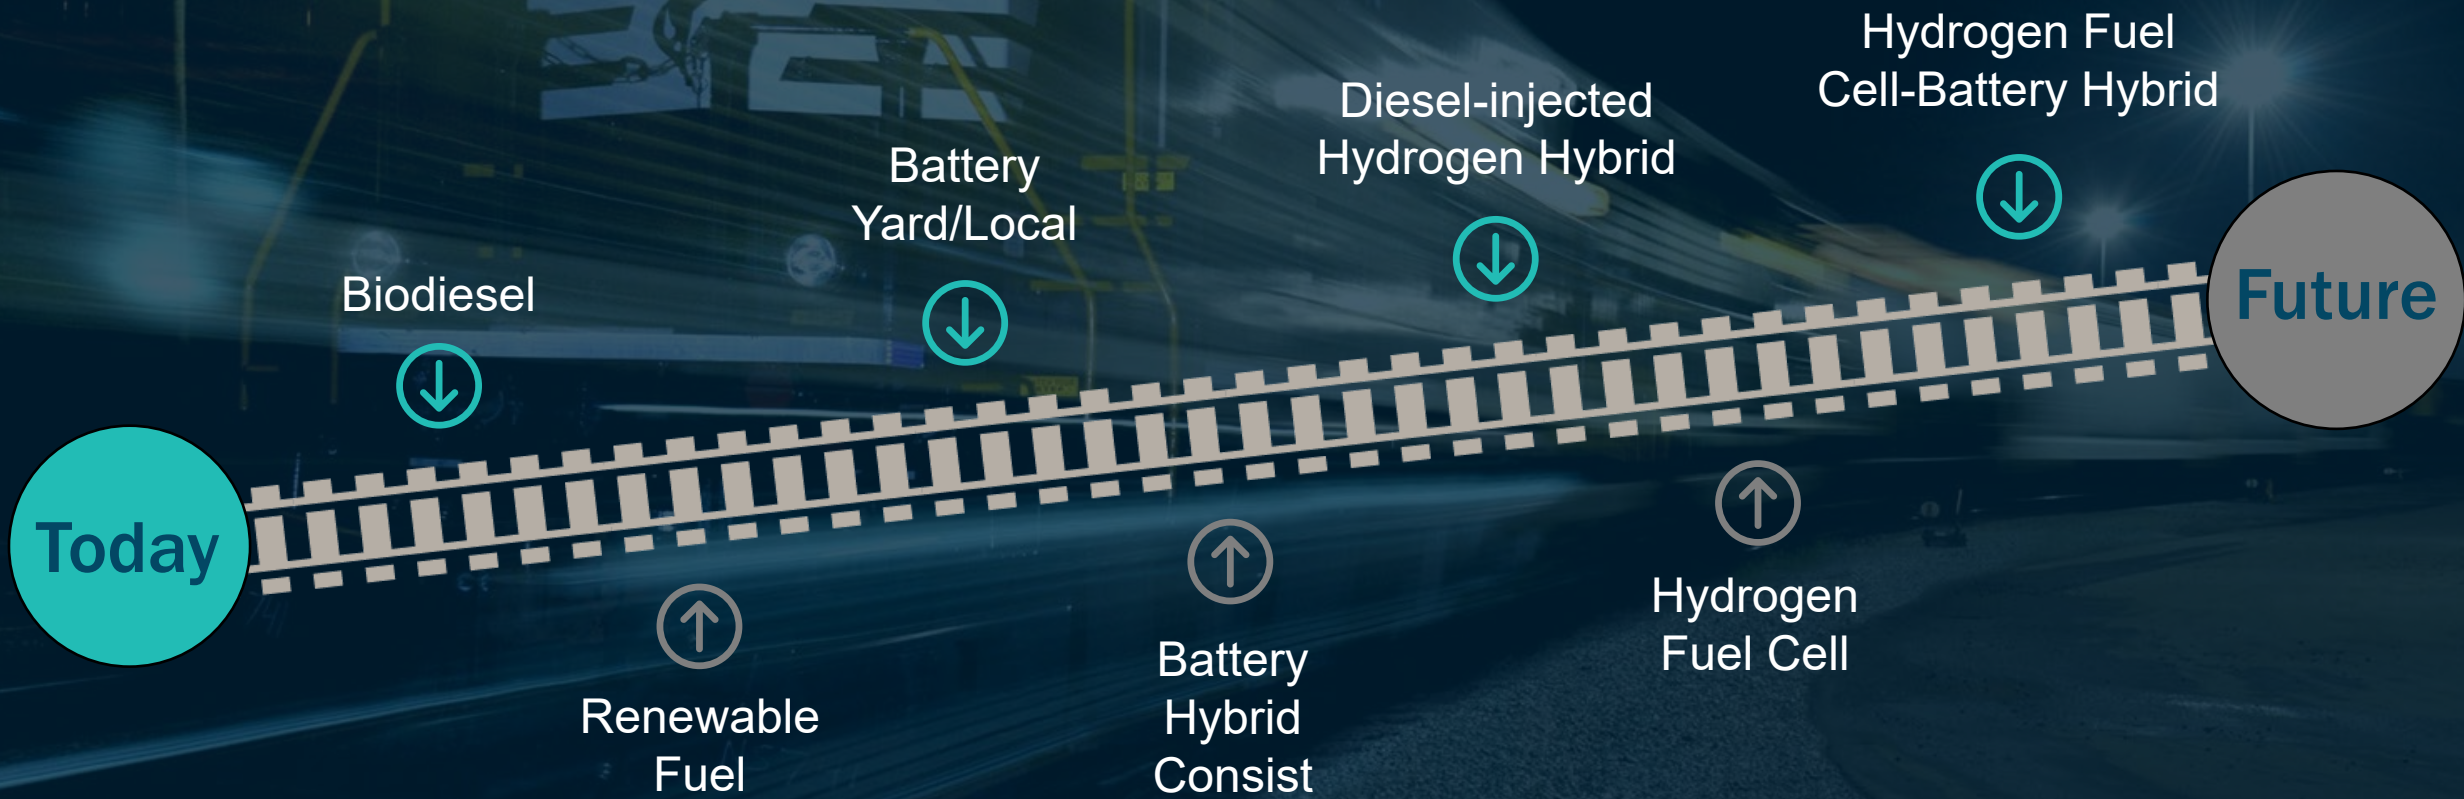 Hydrogen Fuel
Cell-Battery Hybrid
Diesel-injected
Hydrogen Hybrid
Battery
Yard/Local
Biodiesel
Future
Today
Hydrogen
Fuel Cell
Battery
Hybrid
Consist
Renewable
Fuel